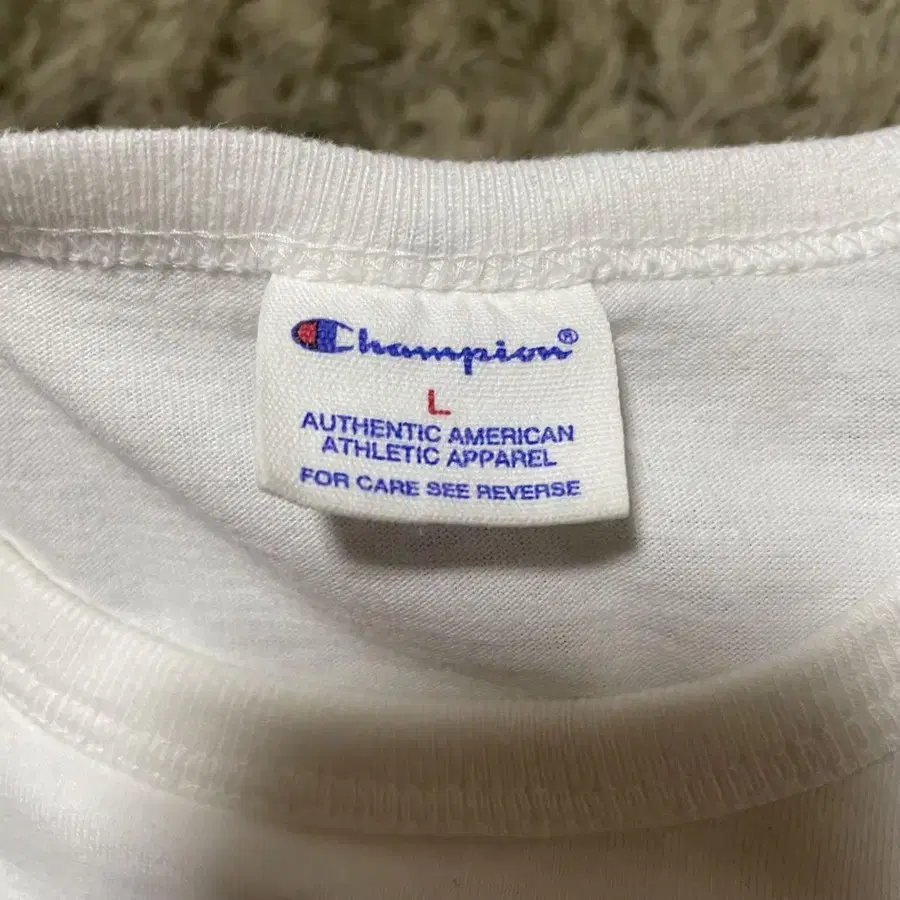 Champion®
L
AUTHENTIC AMERICAN
ATHLETIC APPAREL
FOR CARE SEE REVERSE